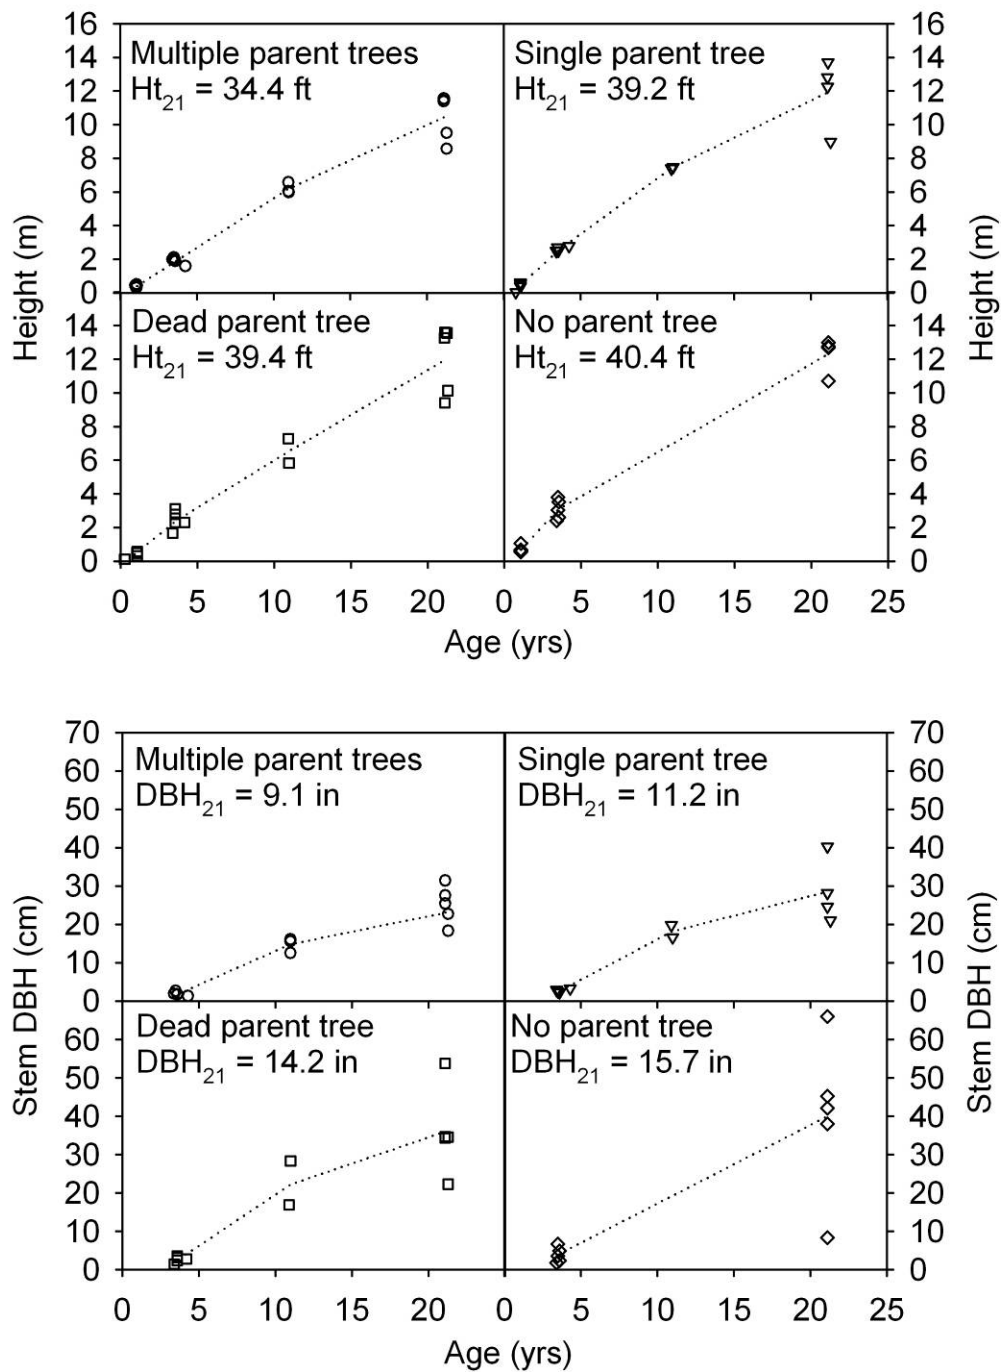 16
14
12
10
8
6
4
2
0
Height (m)
Multiple parent trees
Ht21 = 34.4 ft
Single parent tree
Ht21 = 39.2 ft
16
14
12
10
8
6
4
2
0
Height (m)
14
12
10
8
6
4
2
0
Dead parent tree
Ht21 = 39.4 ft
No parent tree
Ht21 = 40.4 ft
14
12
10
8
6
4
2
0
0 5 10 15 20 0 5 10 15 20 25
Age (yrs)
70
60
50
40
30
20
10
0
Stem DBH (cm)
Multiple parent trees
DBH21 = 9.1 in
Single parent tree
DBH21 = 11.2 in
70
60
50
40
30
20
10
0
Stem DBH (cm)
60
50
40
30
20
10
0
Dead parent tree
DBH21 = 14.2 in
No parent tree
DBH21 = 15.7 in
60
50
40
30
20
10
0
0 5 10 15 20 0 5 10 15 20 25
Age (yrs)